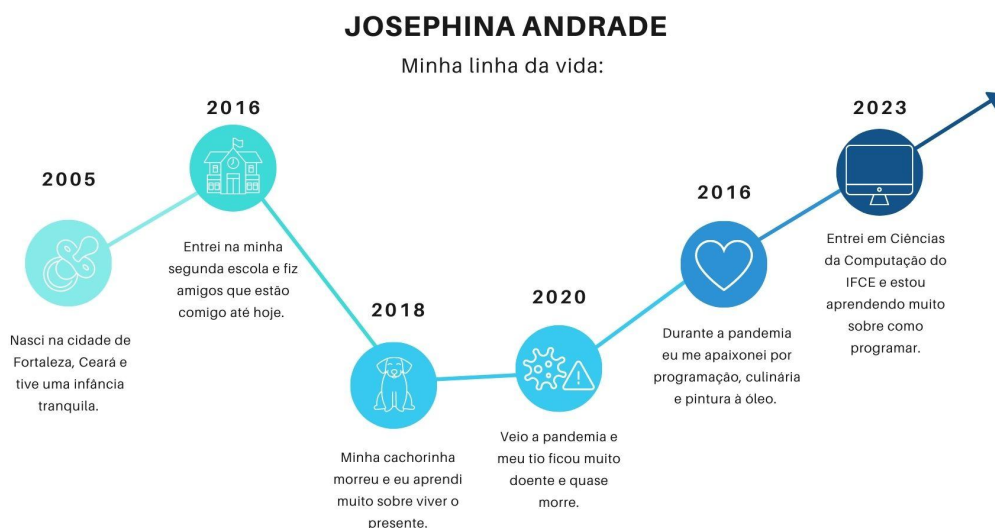 JOSEPHINA ANDRADE
Minha linha da vida:
2005
Nasci na cidade de
Fortaleza, Ceará e
tive uma infância
tranquila.
2016
Entrei na minha
segunda escola e fiz
amigos que estão
comigo até hoje.
2018
Minha cachorinha
morreu e eu aprendi
muito sobre viver o
presente.
2020
Veio a pandemia e
meu tio ficou muito
doente e quase
morre.
2016
Durante a pandemia
eu me apaixonei por
programação, culinária
e pintura à óleo.
2023
Entrei em Ciências
da Computação do
IFCE e estou
aprendendo muito
sobre como
programar.